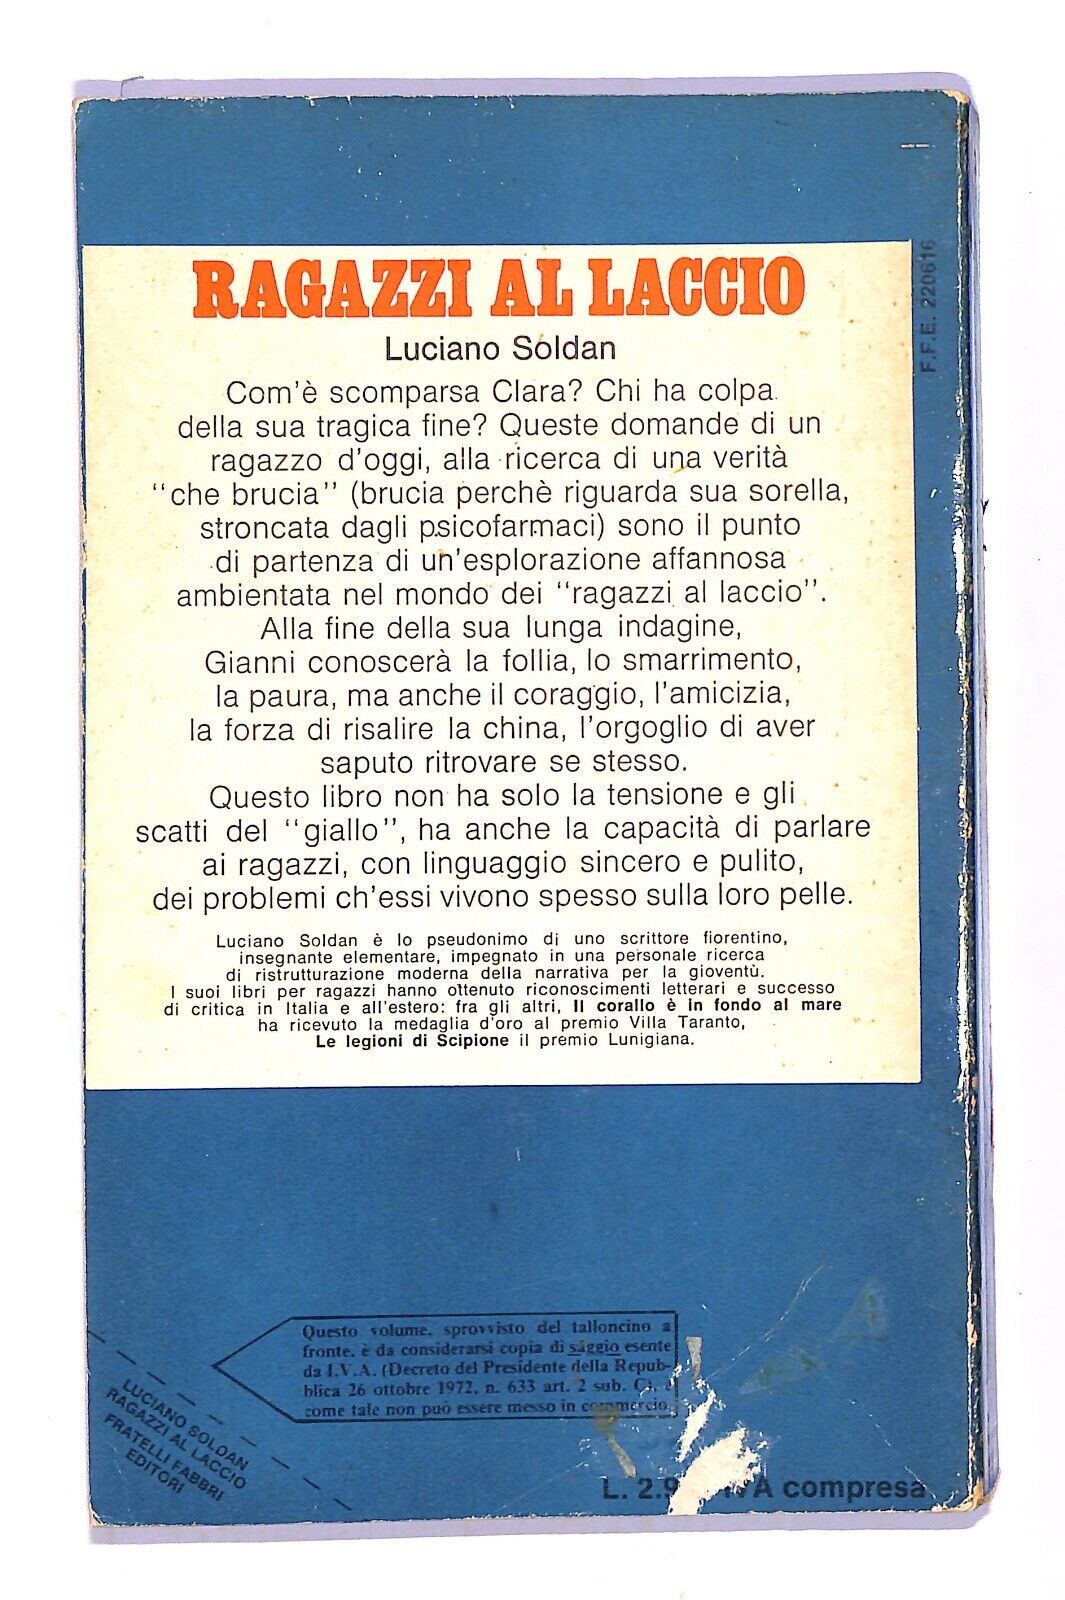 RAGAZZI AL LACCIO
Luciano Soldan
Com'è scomparsa Clara? Chi ha colpa
della sua tragica fine? Queste domande di un
ragazzo d'oggi, alla ricerca di una verità
"che brucia" (brucia perchè riguarda sua sorella,
stroncata dagli psicofarmaci) sono il punto
di partenza di un'esplorazione affannosa
ambientata nel mondo dei "ragazzi al laccio".
Alla fine della sua lunga indagine,
Gianni conoscerà la follia, lo smarrimento,
la paura, ma anche il coraggio, l'amicizia,
la forza di risalire la china, l'orgoglio di aver
saputo ritrovare se stesso.
Questo libro non ha solo la tensione e gli
scatti del "giallo", ha anche la capacità di parlare
ai ragazzi, con linguaggio sincero e pulito,
dei problemi ch'essi vivono spesso sulla loro pelle.
Luciano Soldan è lo pseudonimo di uno scrittore fiorentino,
insegnante elementare, impegnato in una personale ricerca
di ristrutturazione moderna della narrativa per la gioventù.
I suoi libri per ragazzi hanno ottenuto riconoscimenti letterari e successo
di critica in Italia e all'estero: fra gli altri, Il corallo è in fondo al mare
ha ricevuto la medaglia d'oro al premio Villa Taranto,
Le legioni di Scipione il premio Lunigiana.
F.F.E. 220616
Questo volume, sprovvisto del talloncino a
fronte, è da considerarsi copia di saggio esente
da I.V.A. (Decreto del Presidente della Repub-
blica 26 ottobre 1972, n. 633 art. 2 sub. C). e
come tale non può essere messo in commercio.
LUCIANO SOLDAN
RAGAZZI AL LACCIO
FRATELLI FABBRI
EDITORI
L. 2.9 IVA compresa